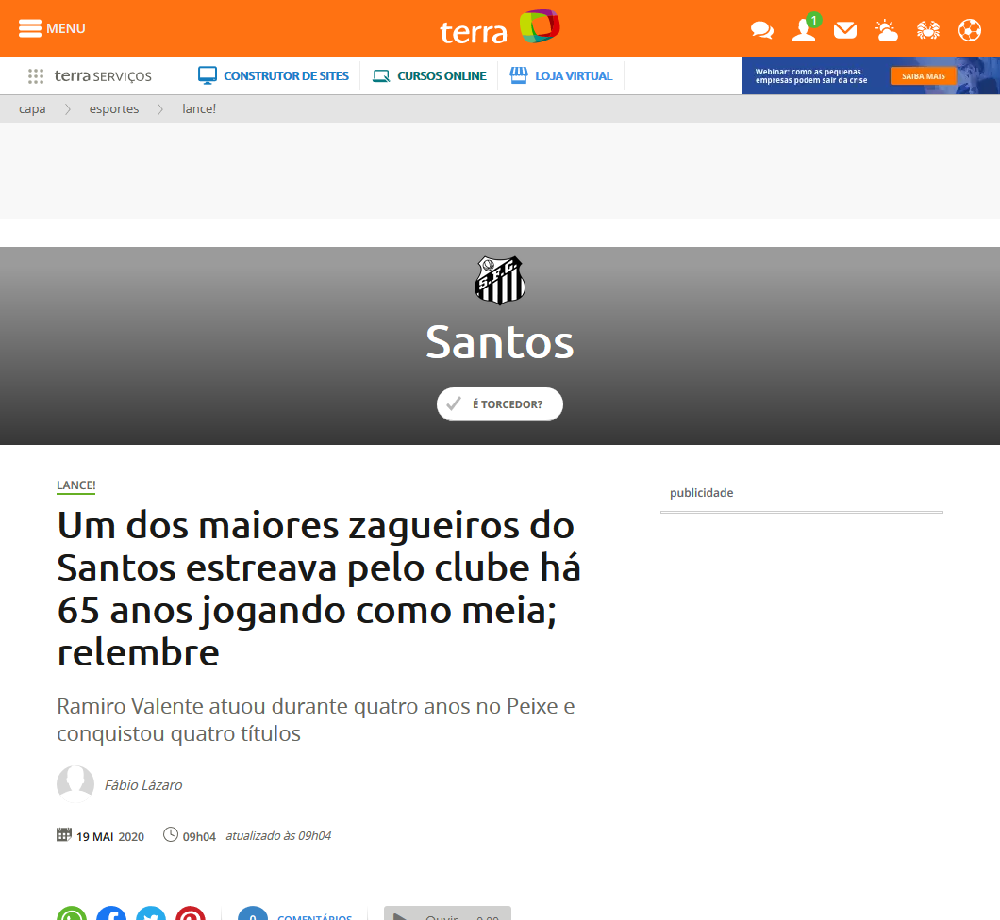 MENU
terra
1
terra SERVIÇOS
CONSTRUTOR DE SITES
CURSOS ONLINE
LOJA VIRTUAL
Webinar: como as pequenas
empresas podem sair da crise
SAIBA MAIS
capa
esportes
lance!
S.F.C.
Santos
É TORCEDOR?
LANCE!
publicidade
Um dos maiores zagueiros do
Santos estreava pelo clube há
65 anos jogando como meia;
relembre
Ramiro Valente atuou durante quatro anos no Peixe e
conquistou quatro títulos
Fábio Lázaro
19 MAI 2020 09h04 atualizado às 09h04
0 COMENTÁRIOS
Ouvir 0:00